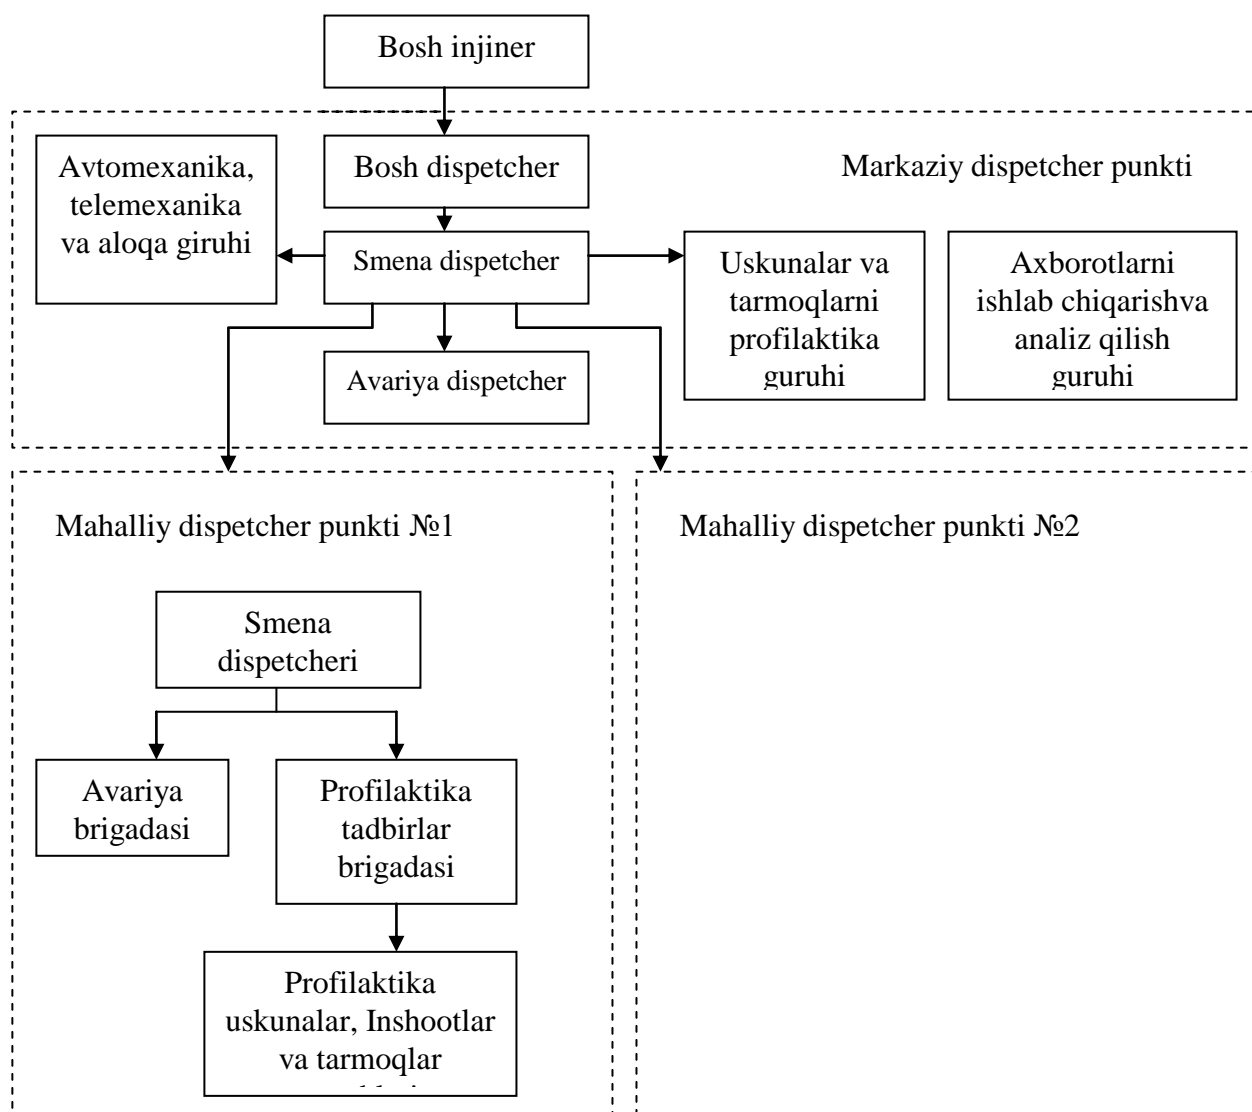 Bosh injiner
Avtomexanika,
telemexanika
va aloqa giruhi
Bosh dispetcher
Markaziy dispetcher punkti
Smena dispetcher
Uskunalar va
tarmoqlarni
profilaktika
guruhi
Axborotlarni
ishlab chiqarishva
analiz qilish
guruhi
Avariya dispetcher
Mahalliy dispetcher punkti №1
Mahalliy dispetcher punkti №2
Smena
dispetcheri
Avariya
brigadasi
Profilaktika
tadbirlar
brigadasi
Profilaktika
uskunalar, Inshootlar
va tarmoqlar